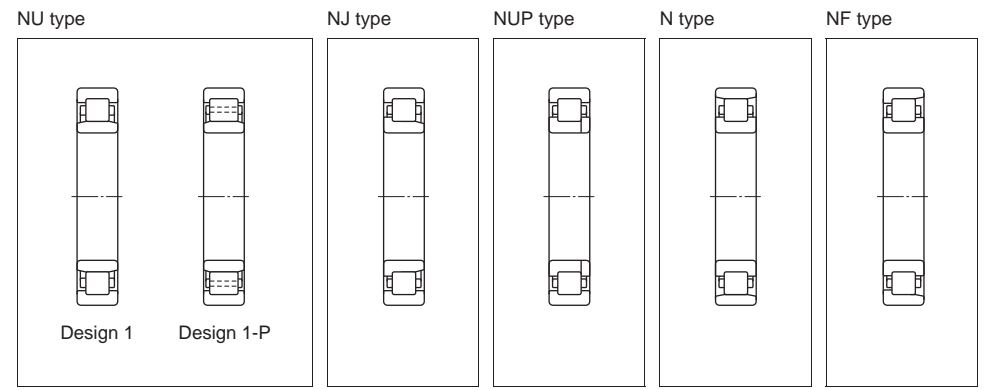 NU type
NJ type
NUP type
N type
NF type
Design 1
Design 1-P